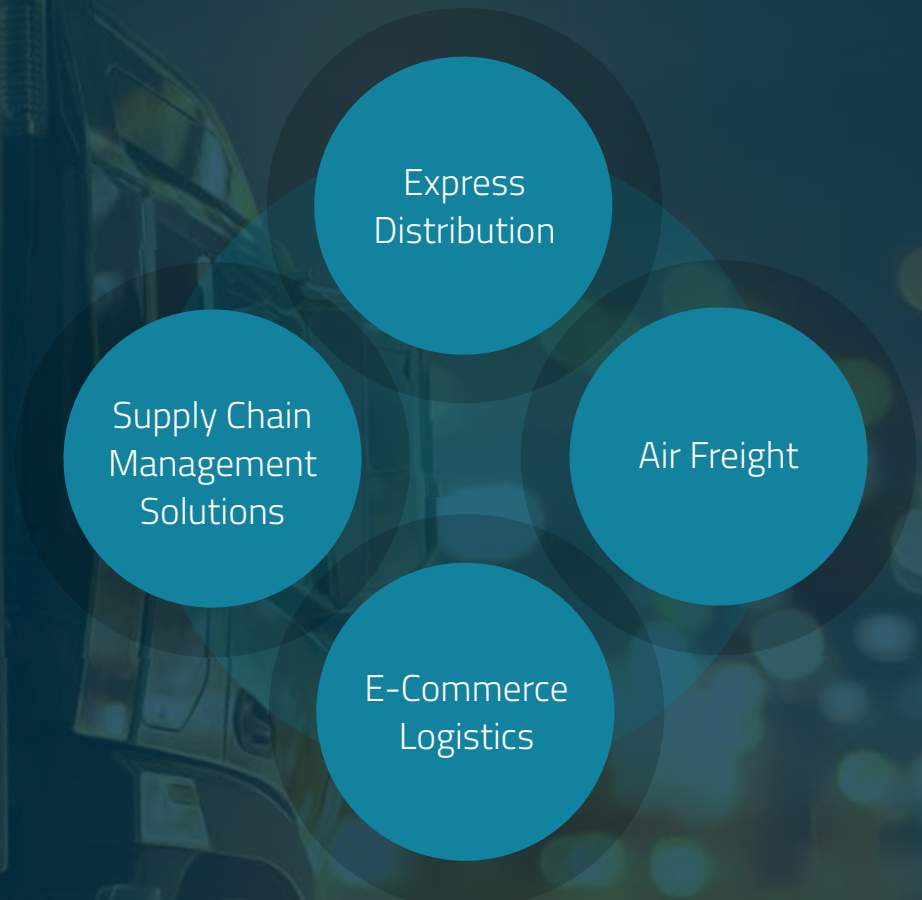 Express
Distribution
Supply Chain
Management
Solutions
Air Freight
E-Commerce
Logistics